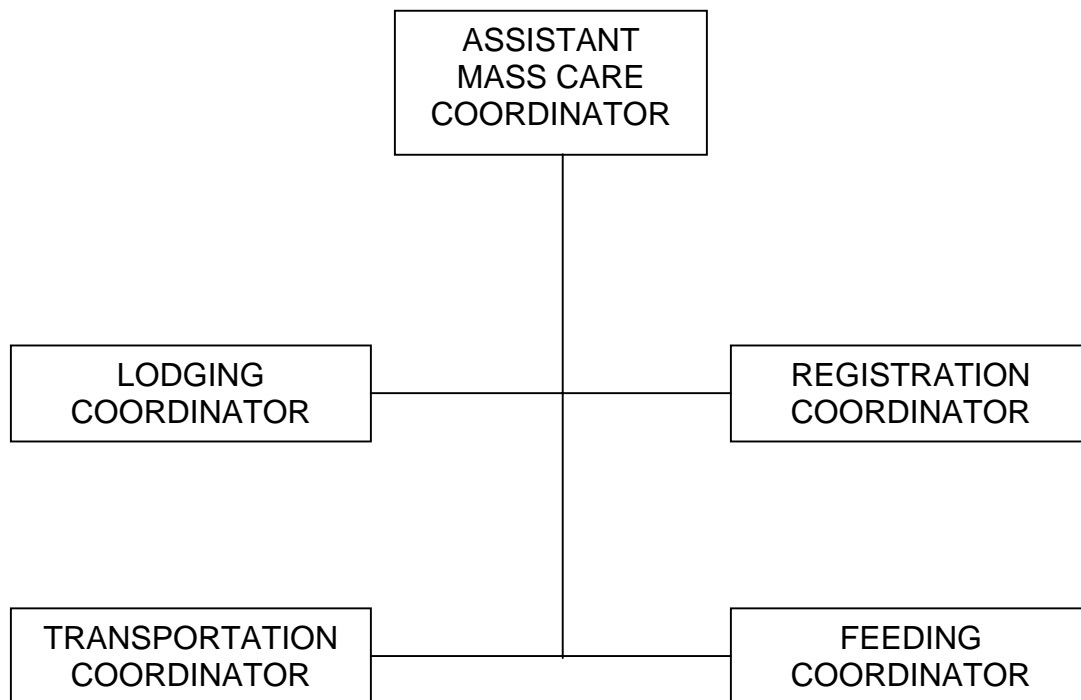 ASSISTANT
MASS CARE
COORDINATOR
LODGING
COORDINATOR
REGISTRATION
COORDINATOR
TRANSPORTATION
COORDINATOR
FEEDING
COORDINATOR